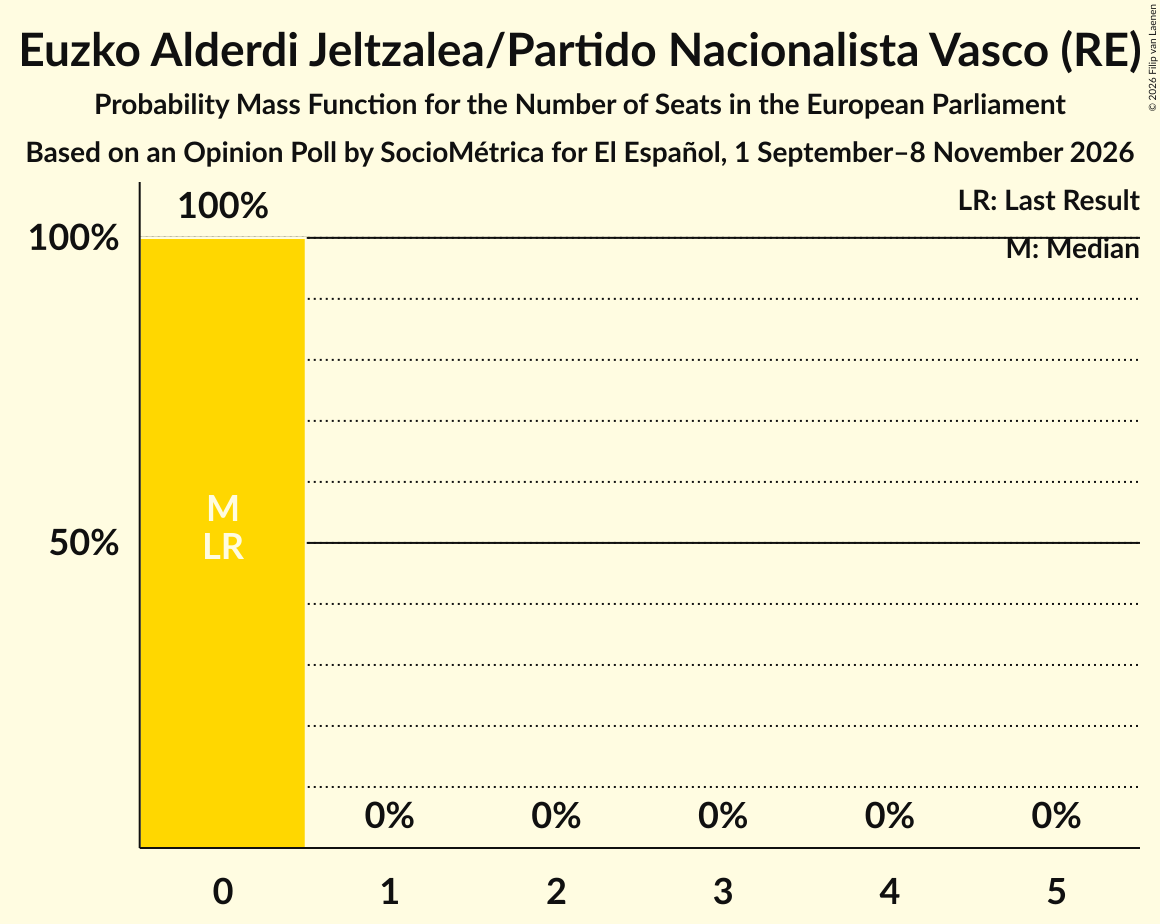 Euzko Alderdi Jeltzalea/Partido Nacionalista Vasco (RE)
Probability Mass Function for the Number of Seats in the European Parliament
Based on an Opinion Poll by SocioMétrica for El Español, 1 September–8 November 2026
© 2026 Filip van Laenen
LR: Last Result
M: Median
100%
100%
50%
M
LR
0% 0% 0% 0% 0%
0 1 2 3 4 5